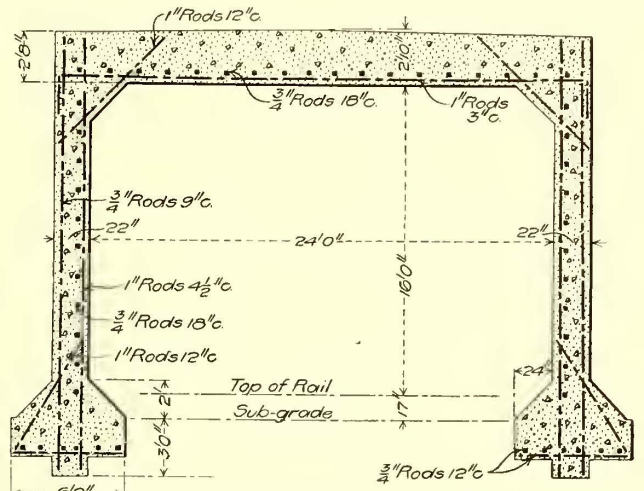 1" Rods 12"c.
2'8"
2'0"
3/4" Rods 18"c.
1" Rods
3"c.
3/4" Rods 9"c.
22"
24'0"
22"
16'0"
1" Rods 4 1/2"c.
3/4" Rods 18"c.
1" Rods 12"c
24"
Top of Rail
2'
Sub-grade
17"
3'0"
3/4" Rods 12"c
6'0"